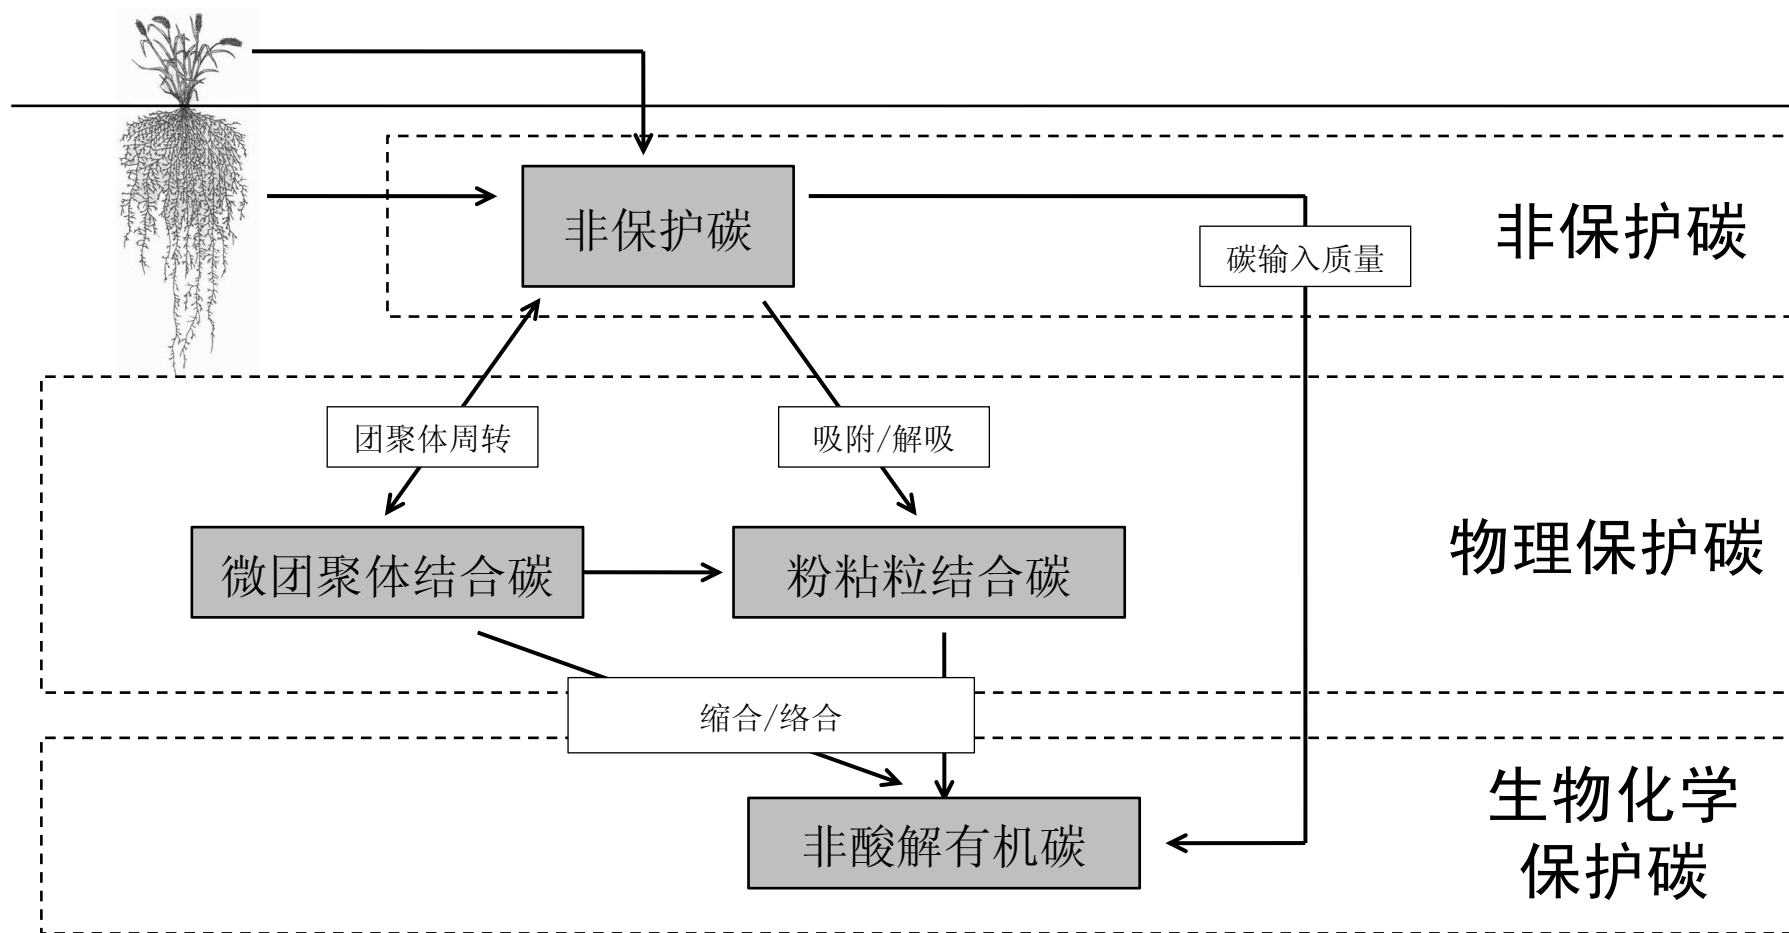 非保护碳
非保护碳
碳输入质量
团聚体周转
吸附/解吸
微团聚体结合碳
粉粘粒结合碳
物理保护碳
缩合/络合
非酸解有机碳
生物化学
保护碳